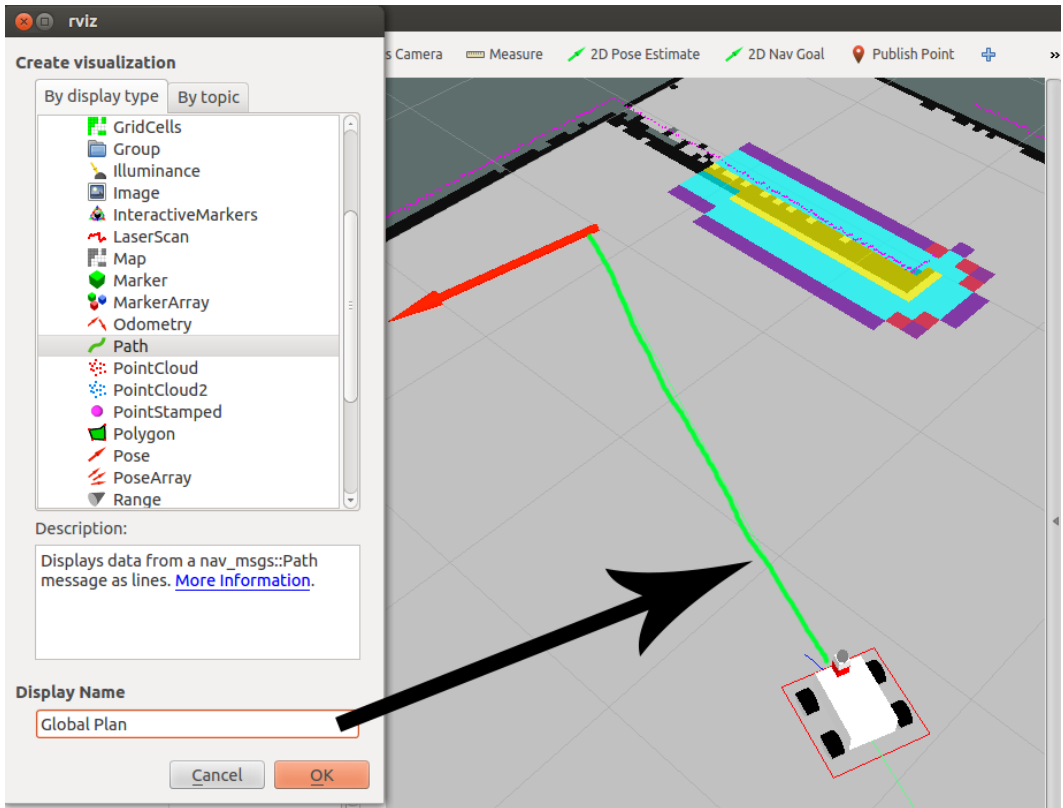 rviz
Create visualization
By display type
By topic
GridCells
Group
Illuminance
Image
InteractiveMarkers
LaserScan
Map
Marker
MarkerArray
Odometry
Path
PointCloud
PointCloud2
PointStamped
Polygon
Pose
PoseArray
Range
Description:
Displays data from a nav_msgs::Path
message as lines. More Information.
Display Name
Global Plan
Cancel
OK
s Camera
Measure
2D Pose Estimate
2D Nav Goal
Publish Point
»